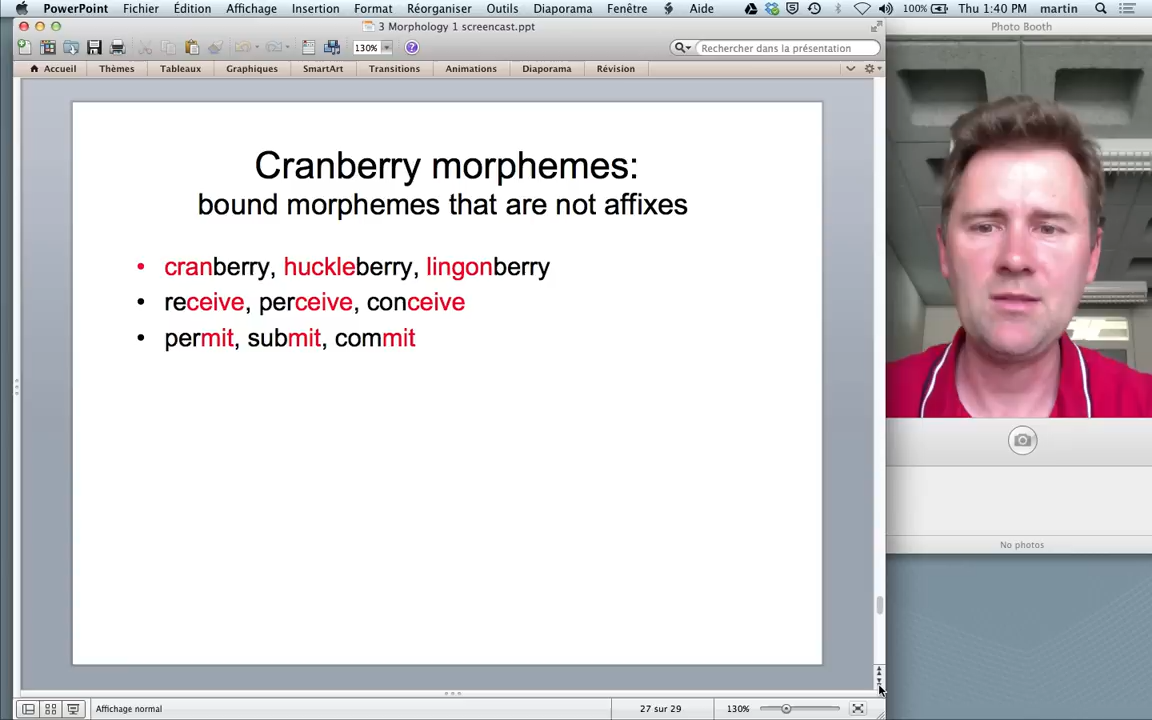 PowerPoint Fichier Édition Affichage Insertion Format Réorganiser Outils Diaporama Fenêtre Aide 100% Thu 1:40 PM martin
3 Morphology 1 screencast.ppt
Photo Booth
130% Rechercher dans la présentation
Accueil Thèmes Tableaux Graphiques SmartArt Transitions Animations Diaporama Révision
Cranberry morphemes:
bound morphemes that are not affixes
• cranberry, huckleberry, lingonberry
• receive, perceive, conceive
• permit, submit, commit
No photos
Affichage normal 27 sur 29 130%